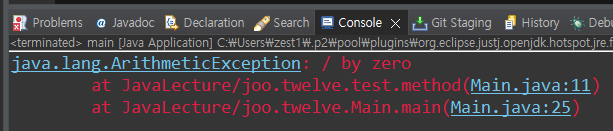 Problems Javadoc Declaration Search Console Git Staging History Debu
<terminated> main [Java Application] C:₩Users₩zest1₩.p2₩pool₩plugins₩org.eclipse.justj.openjdk.hotspot.jre.f
java.lang.ArithmeticException: / by zero
at JavaLecture/joo.twelve.test.method(Main.java:11)
at JavaLecture/joo.twelve.Main.main(Main.java:25)